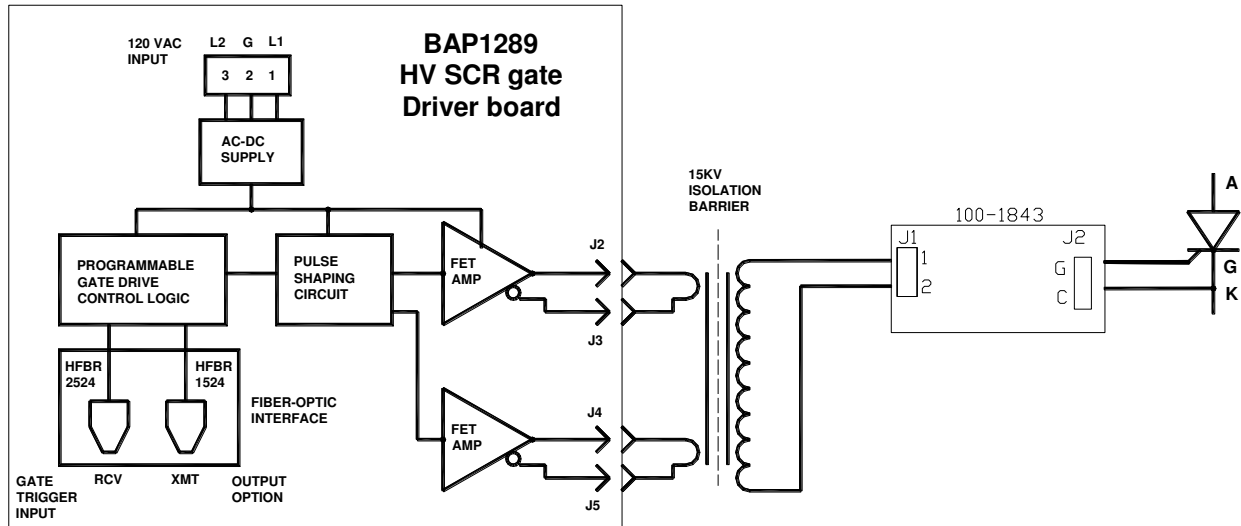 120 VAC
INPUT
L2 G L1
3 2 1
BAP1289
HV SCR gate
Driver board
AC-DC
SUPPLY
15KV
ISOLATION
BARRIER
A
100-1843
PROGRAMMABLE
GATE DRIVE
CONTROL LOGIC
PULSE
SHAPING
CIRCUIT
FET
AMP
J2
J3
J1
1
2
J2
G
C
G
K
HFBR
2524
HFBR
1524
FIBER-OPTIC
INTERFACE
FET
AMP
J4
J5
RCV
XMT
GATE
TRIGGER
INPUT
OUTPUT
OPTION